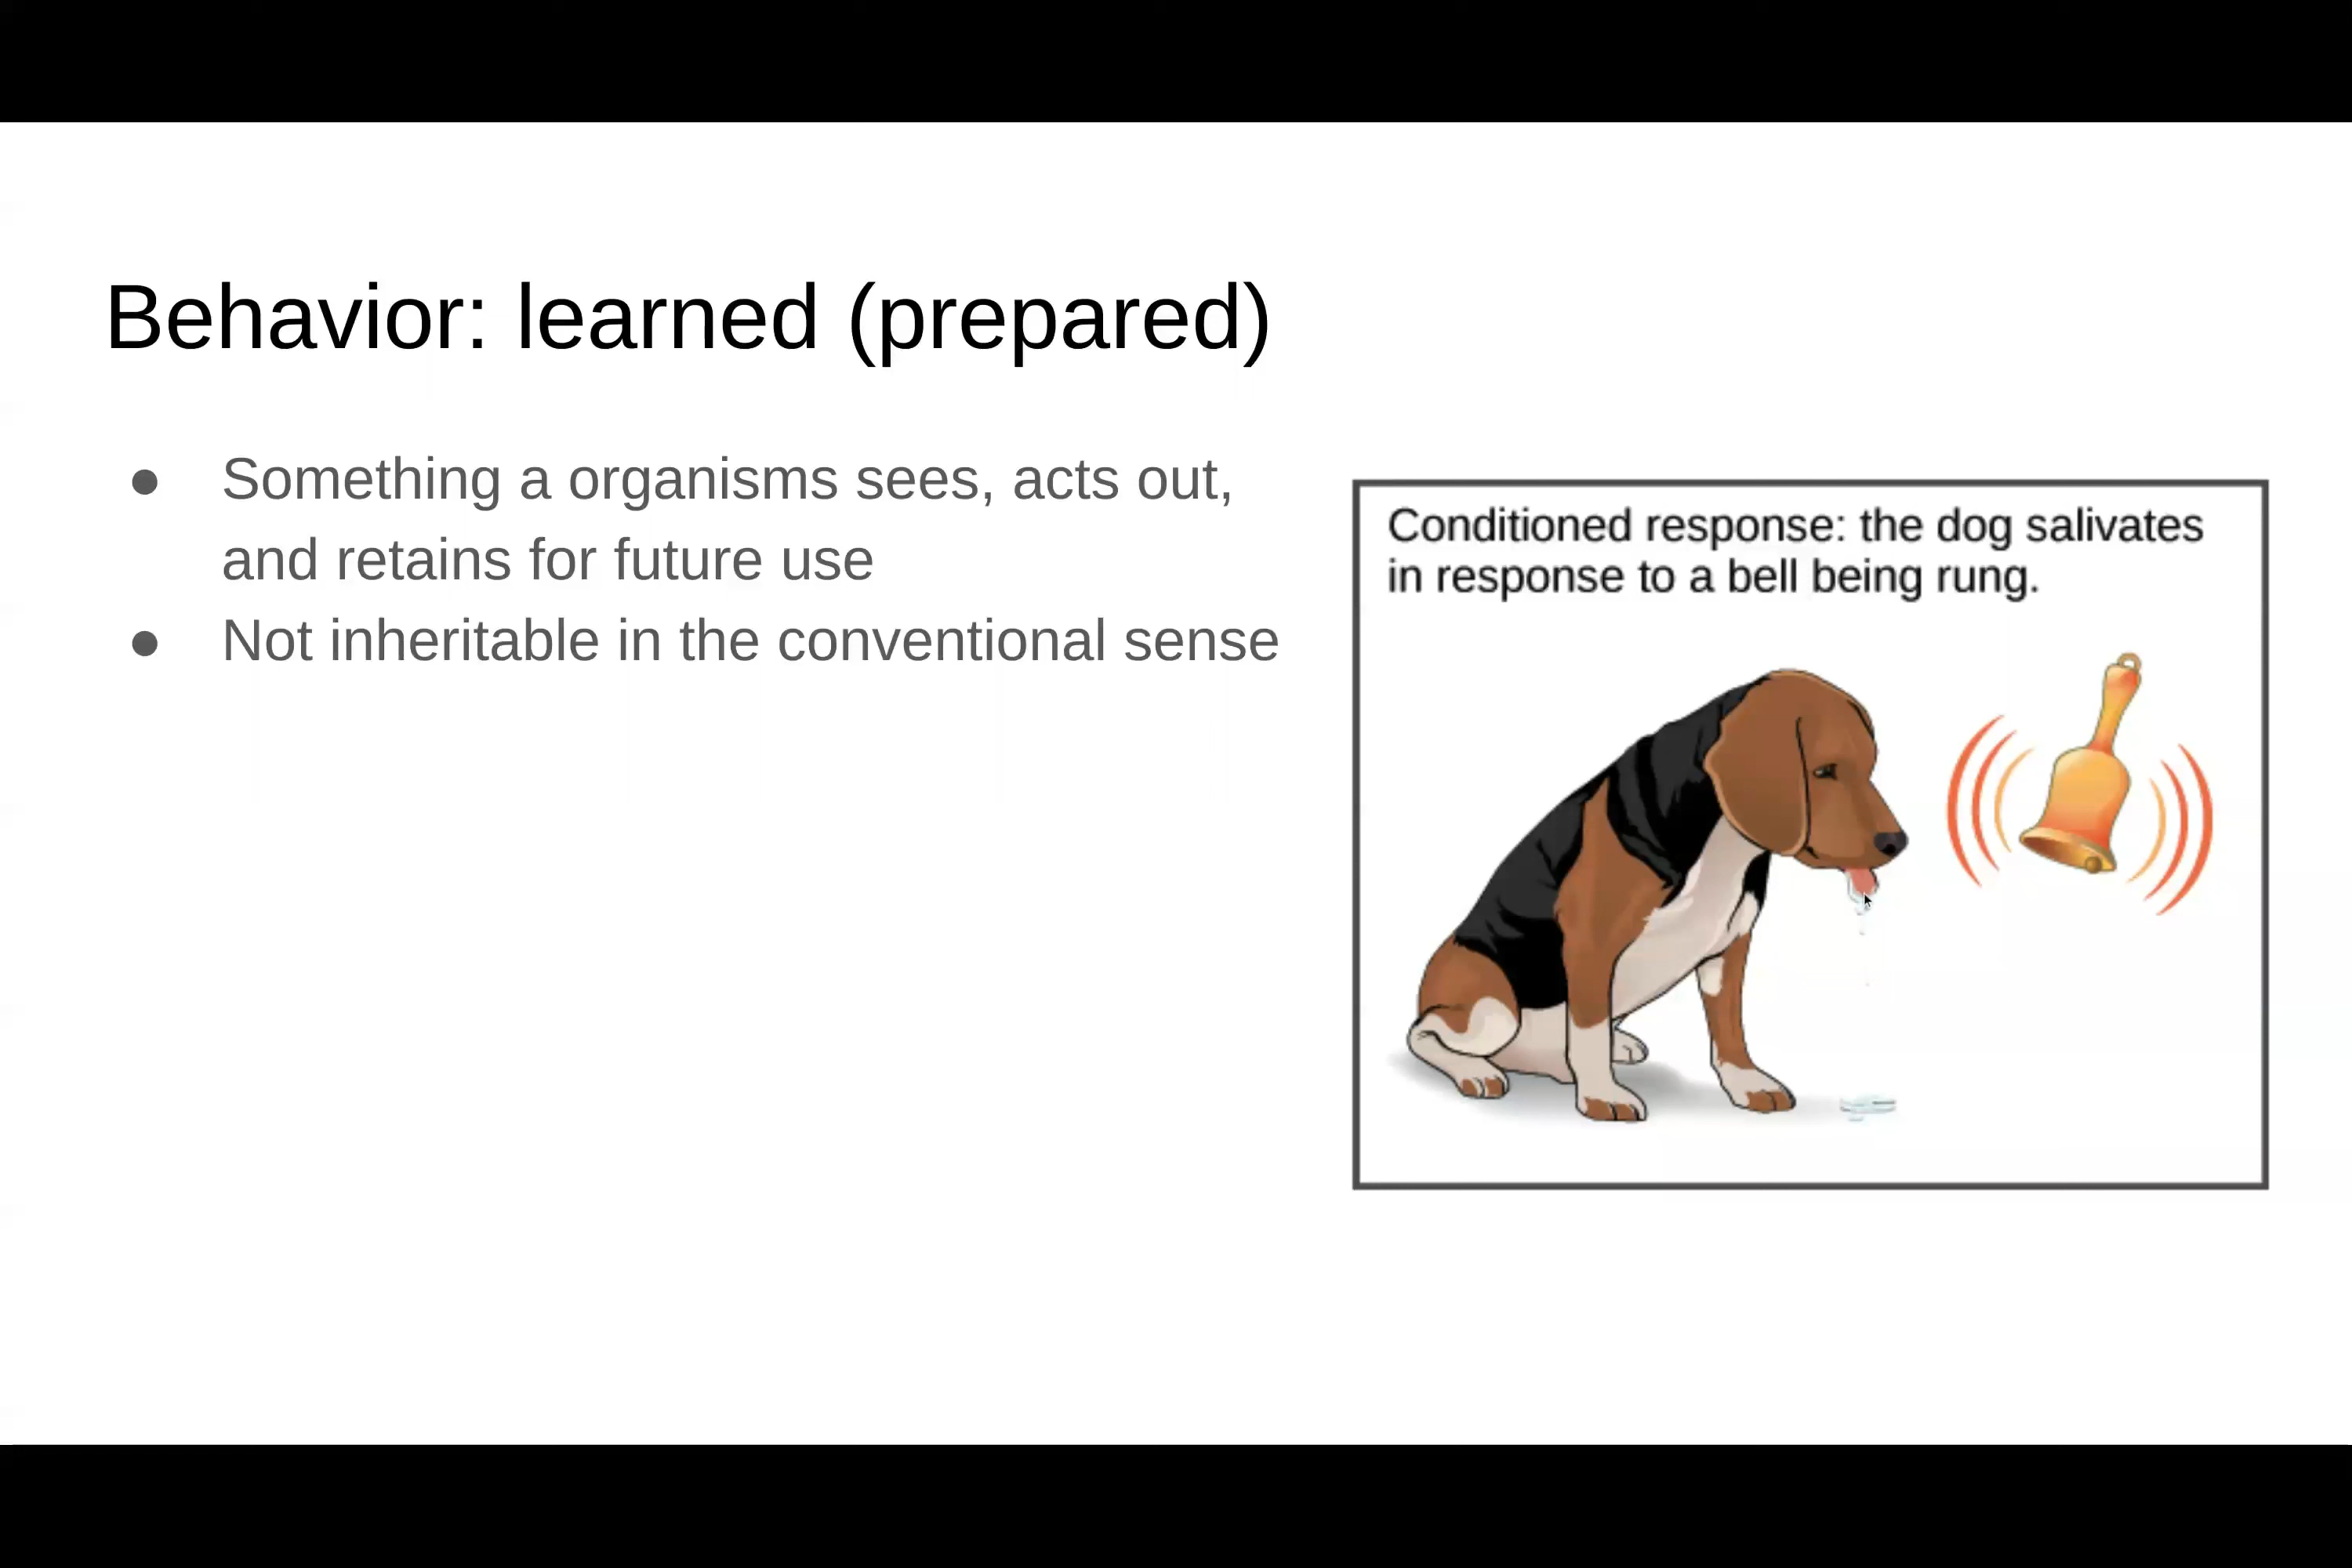 Behavior: learned (prepared)
● Something a organisms sees, acts out,
and retains for future use
● Not inheritable in the conventional sense
Conditioned response: the dog salivates
in response to a bell being rung.